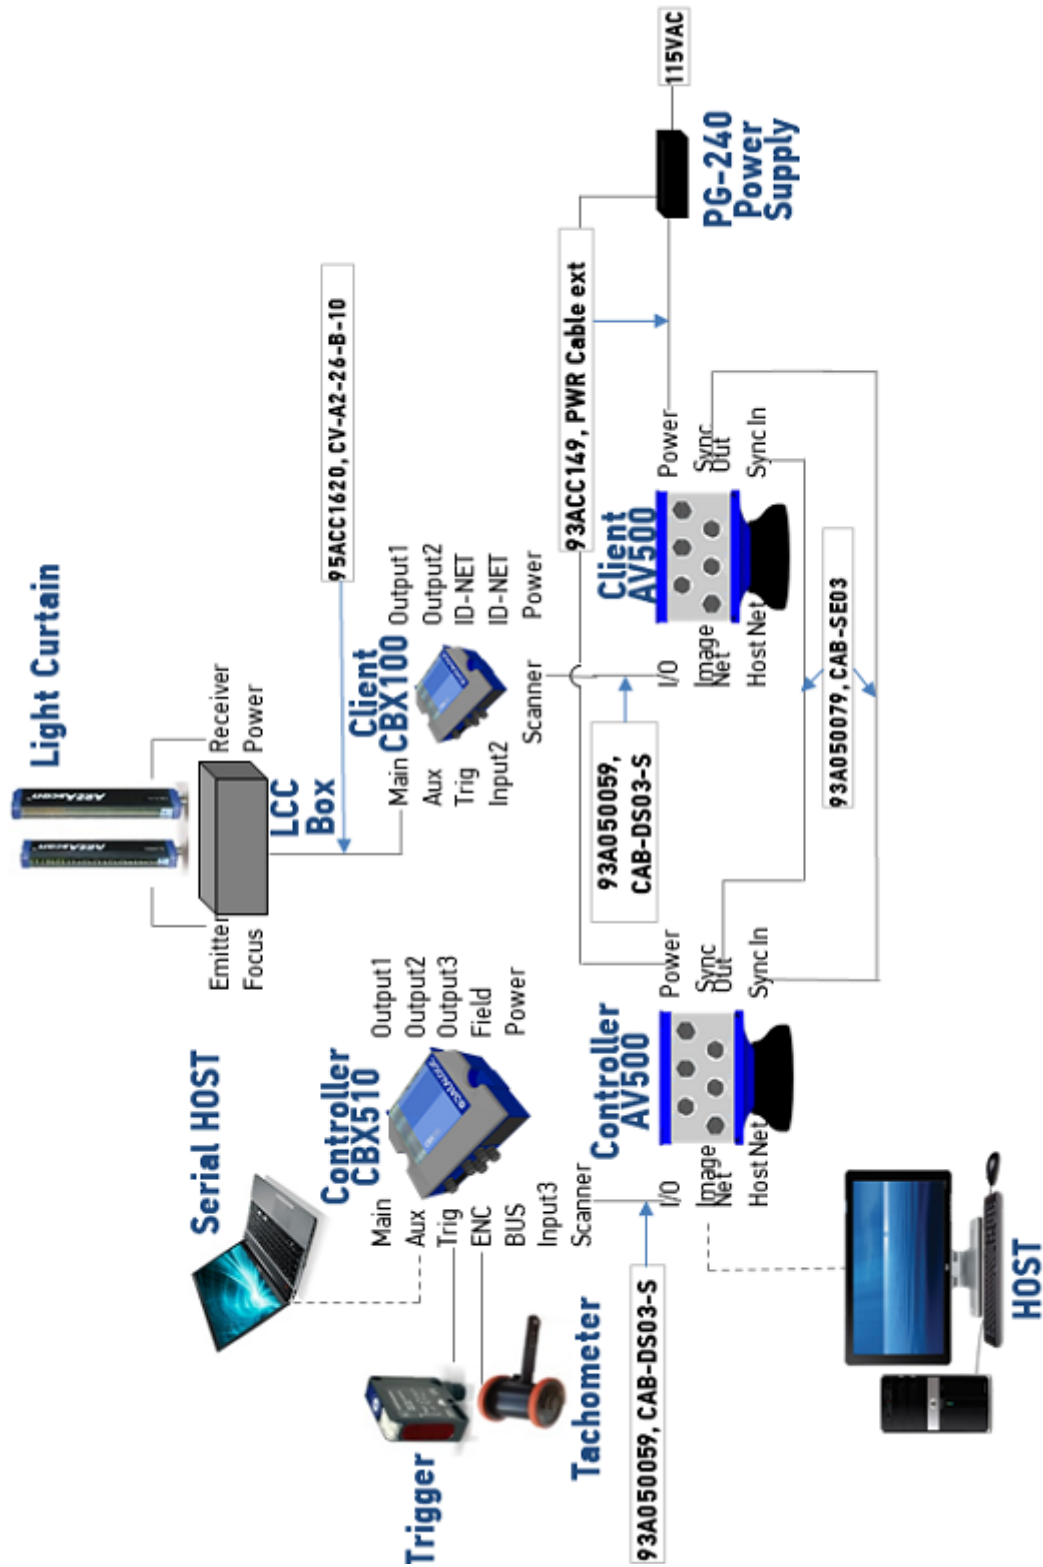 Light Curtain
Emitter
Focus
Receiver
Power
LCC
Box
95ACC1620, CV-A2-26-B-10
Serial HOST
Controller
CBX510
Main
Aux
Trig
ENC
BUS
Input3
Scanner
Output1
Output2
Output3
Field
Power
Client
CBX100
Main
Aux
Trig
Input2
Scanner
Output1
Output2
ID-NET
ID-NET
Power
Trigger
Tachometer
93A050059, CAB-DS03-S
93A050059,
CAB-DS03-S
93ACC149, PWR Cable ext
115VAC
PG-240
Power
Supply
Controller
AV500
I/O
Image
Net
Host Net
Power
Sync
Out
Sync In
Client
AV500
I/O
Image
Net
Host Net
Power
Sync
Out
Sync In
93A050079, CAB-SE03
HOST